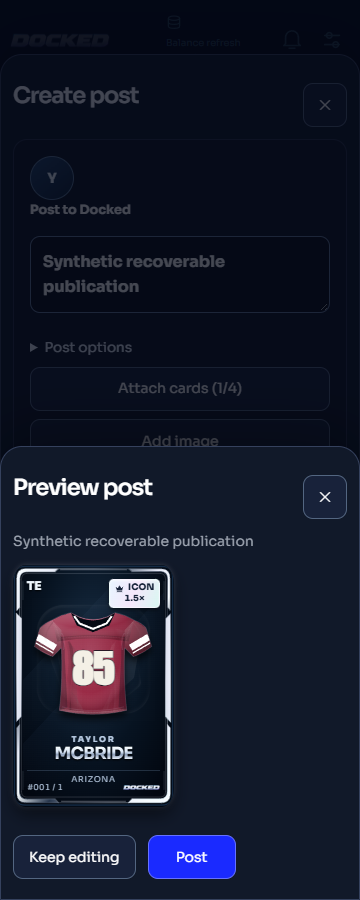 DOCKED
Balance refresh
Create post
Y
Post to Docked
Synthetic recoverable
publication
▶ Post options
Attach cards (1/4)
Add image
Preview post
Synthetic recoverable publication
TE
ICON
1.5×
85
TAYLOR
MCBRIDE
ARIZONA
#001 / 1
DOCKED
Keep editing
Post